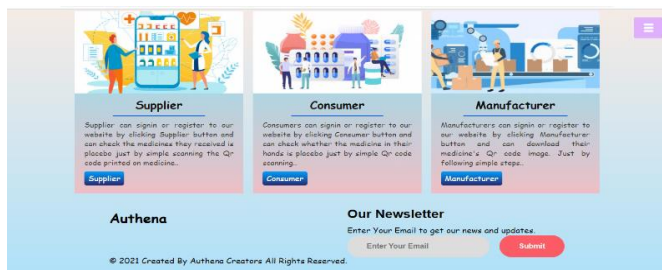 Supplier
Supplier can signin or register to our
website by clicking Supplier button and
can check the medicines they received is
placebo just by simple scanning the Qr
code printed on medicine..
Supplier
Consumer
Consumers can signin or register to our
website by clicking Consumer button and
can check whether the medicine in their
hands is placebo just by simple Qr code
scanning..
Consumer
Manufacturer
Manufacturers can signin or register to
our website by clicking Manufacturer
button and can download their
medicine's Qr code image. Just by
following simple steps..
Manufacturer
Authena
Our Newsletter
Enter Your Email to get our news and updates.
Enter Your Email
Submit
© 2021 Created By Authena Creators All Rights Reserved.